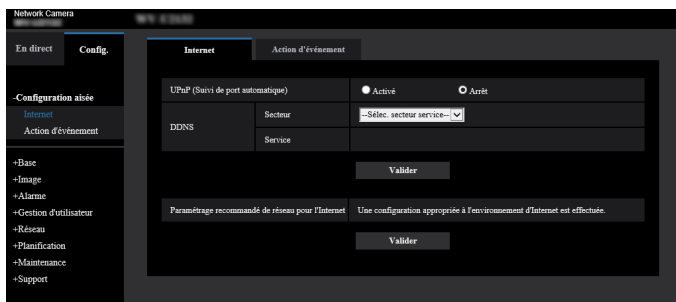 Network Camera
En direct
Config.
Internet
Action d'événement
-Configuration aisée
Internet
Action d'événement
+Base
+Image
+Alarme
+Gestion d'utilisateur
+Réseau
+Planification
+Maintenance
+Support
UPnP (Suivi de port automatique)
Activé
Arrêt
DDNS
Secteur
--Sélec. secteur service--
Service
Valider
Paramétrage recommandé de réseau pour l'Internet
Une configuration appropriée à l'environnement d'Internet est effectuée.
Valider